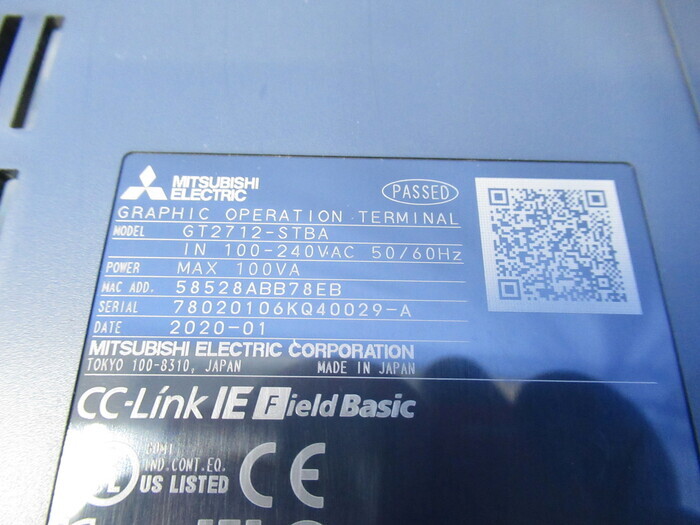 MITSUBISHI
ELECTRIC
PASSED
GRAPHIC OPERATION TERMINAL
MODEL GT2712-STBA
IN 100-240VAC 50/60Hz
POWER MAX 100VA
MAC ADD. 58528ABB78EB
SERIAL 78020106KQ40029-A
DATE 2020-01
MITSUBISHI ELECTRIC CORPORATION
TOKYO 100-8310, JAPAN MADE IN JAPAN
CC-Link IE Field Basic
UL
IND.CONT.EQ.
US LISTED
CE